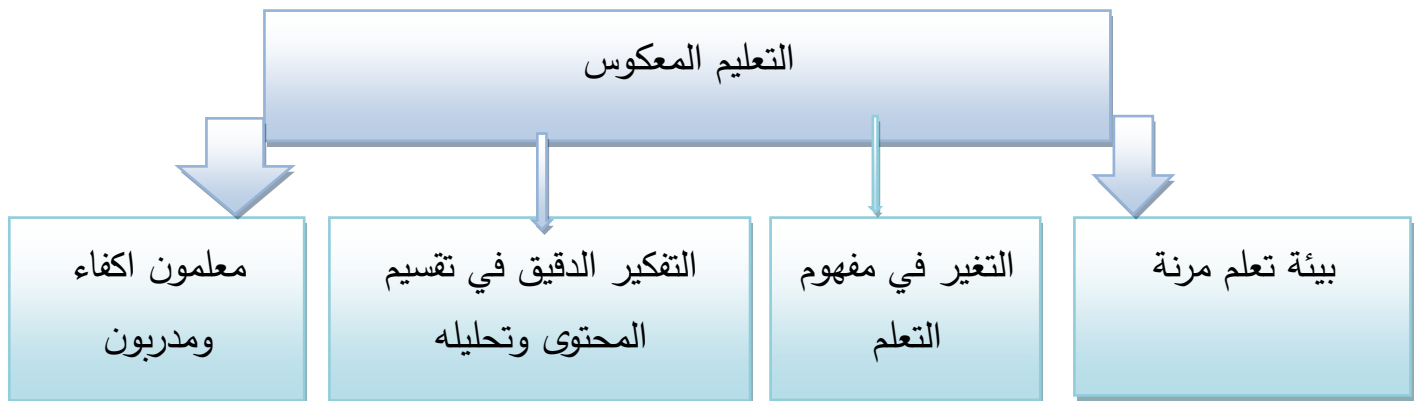 التعليم المعكوس
بيئة تعلم مرنة
التغير في مفهوم
التعلم
التفكير الدقيق في تقسيم
المحتوى وتحليله
معلمون اكفاء
ومدربون